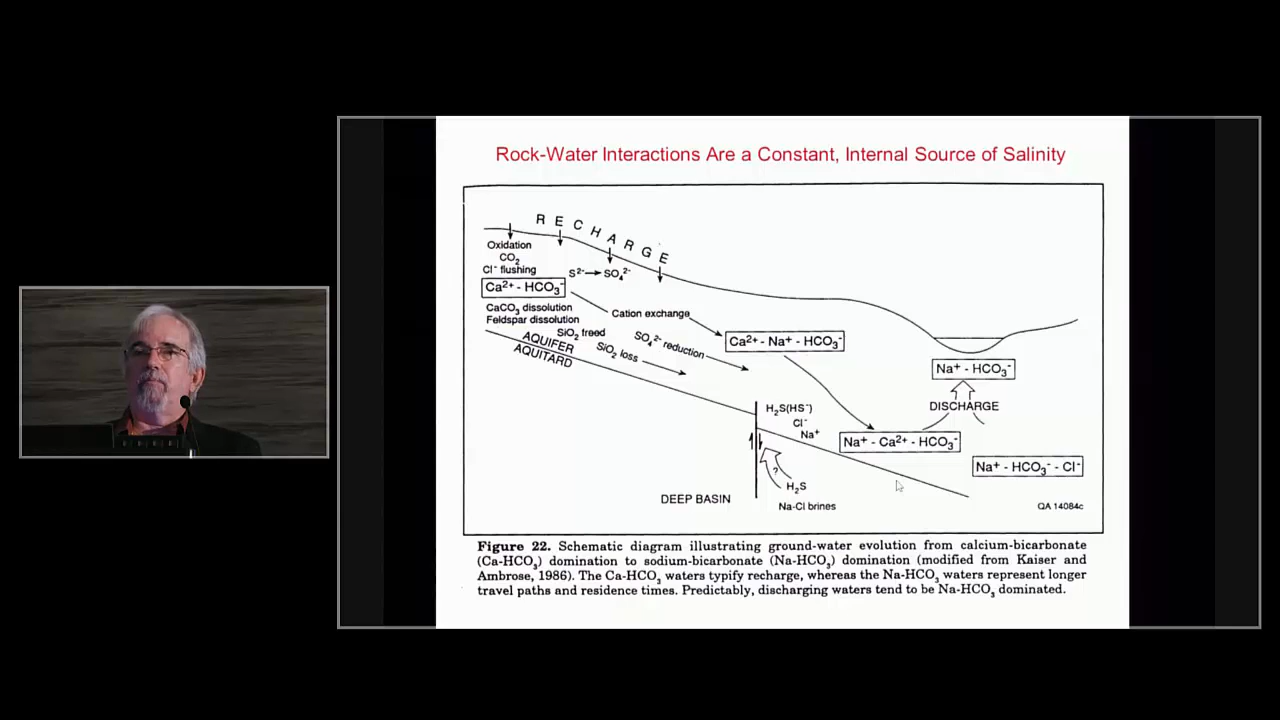 Rock-Water Interactions Are a Constant, Internal Source of Salinity
RECHARGE
Oxidation
CO₂
Cl⁻ flushing
S²⁻→SO₄²⁻
Ca²⁺ - HCO₃⁻
CaCO₃ dissolution
Feldspar dissolution
Cation exchange
SiO₂ freed
AQUIFER
AQUITARD
SiO₂ loss
SO₄²⁻ reduction
Ca²⁺ - Na⁺ - HCO₃⁻
Na⁺ - HCO₃⁻
DISCHARGE
H₂S(HS⁻)
Cl⁻
Na⁺
Na⁺ - Ca²⁺ - HCO₃⁻
Na⁺ - HCO₃⁻ - Cl⁻
?
H₂S
DEEP BASIN
Na-Cl brines
QA 14084c
Figure 22. Schematic diagram illustrating ground-water evolution from calcium-bicarbonate
(Ca-HCO₃) domination to sodium-bicarbonate (Na-HCO₃) domination (modified from Kaiser and
Ambrose, 1986). The Ca-HCO₃ waters typify recharge, whereas the Na-HCO₃ waters represent longer
travel paths and residence times. Predictably, discharging waters tend to be Na-HCO₃ dominated.